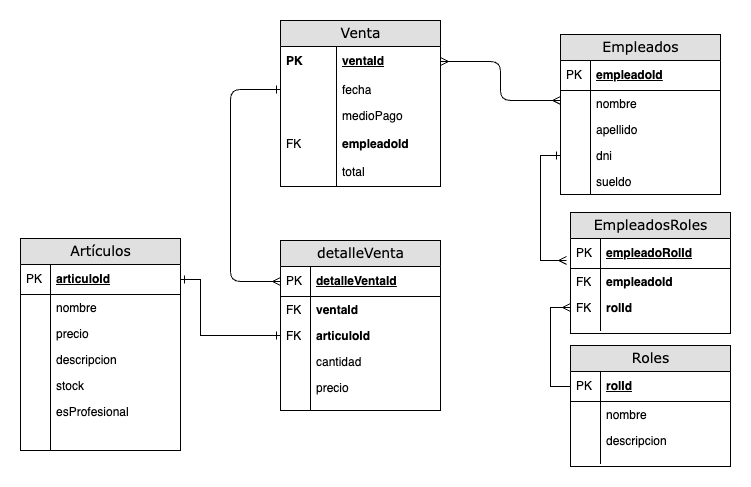 Venta
PK ventaId
fecha
medioPago
FK empleadoId
total
Empleados
PK empleadoId
nombre
apellido
dni
sueldo
EmpleadosRoles
PK empleadoRolId
FK empleadoId
FK rolId
Artículos
PK articuloId
nombre
precio
descripcion
stock
esProfesional
detalleVenta
PK detalleVentaId
FK ventaId
FK articuloId
cantidad
precio
Roles
PK rolId
nombre
descripcion